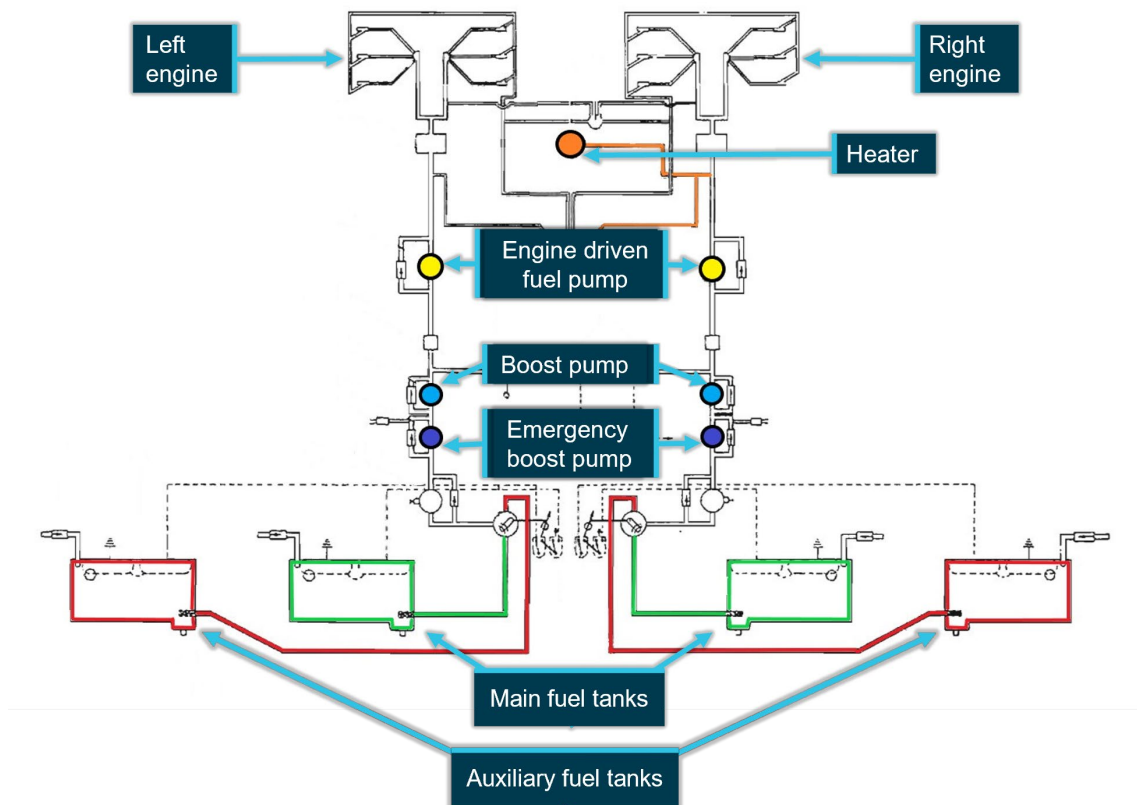 Left
engine
Right
engine
Heater
Engine driven
fuel pump
Boost pump
Emergency
boost pump
Main fuel tanks
Auxiliary fuel tanks